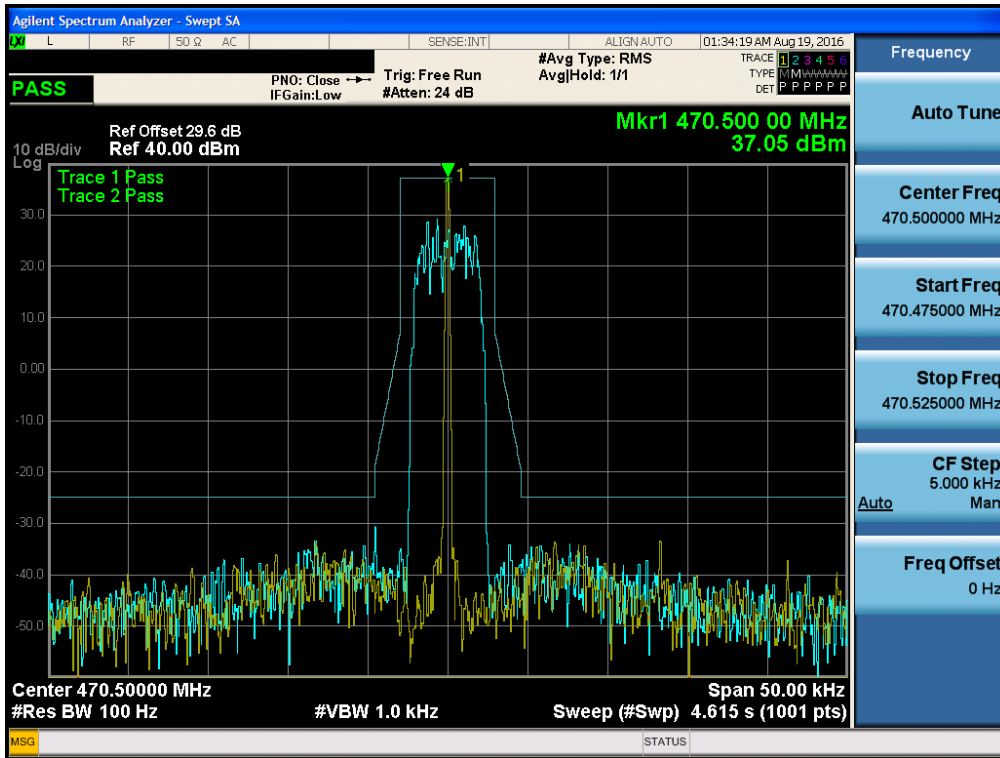 Agilent Spectrum Analyzer - Swept SA
LXI L RF 50 Ω AC SENSE:INT ALIGN AUTO 01:34:19 AM Aug 19, 2016
PASS
PNO: Close
IFGain:Low
Trig: Free Run
#Atten: 24 dB
#Avg Type: RMS
Avg|Hold: 1/1
TRACE 1 2 3 4 5 6
TYPE M M W W W W
DET P P P P P P
Mkr1 470.500 00 MHz
37.05 dBm
10 dB/div
Log
Ref Offset 29.6 dB
Ref 40.00 dBm
Trace 1 Pass
Trace 2 Pass
1
30.0
20.0
10.0
0.00
-10.0
-20.0
-30.0
-40.0
-50.0
Center 470.50000 MHz
Span 50.00 kHz
#Res BW 100 Hz
#VBW 1.0 kHz
Sweep (#Swp) 4.615 s (1001 pts)
MSG
STATUS
Frequency
Auto Tune
Center Freq
470.500000 MHz
Start Freq
470.475000 MHz
Stop Freq
470.525000 MHz
CF Step
5.000 kHz
Auto Man
Freq Offset
0 Hz